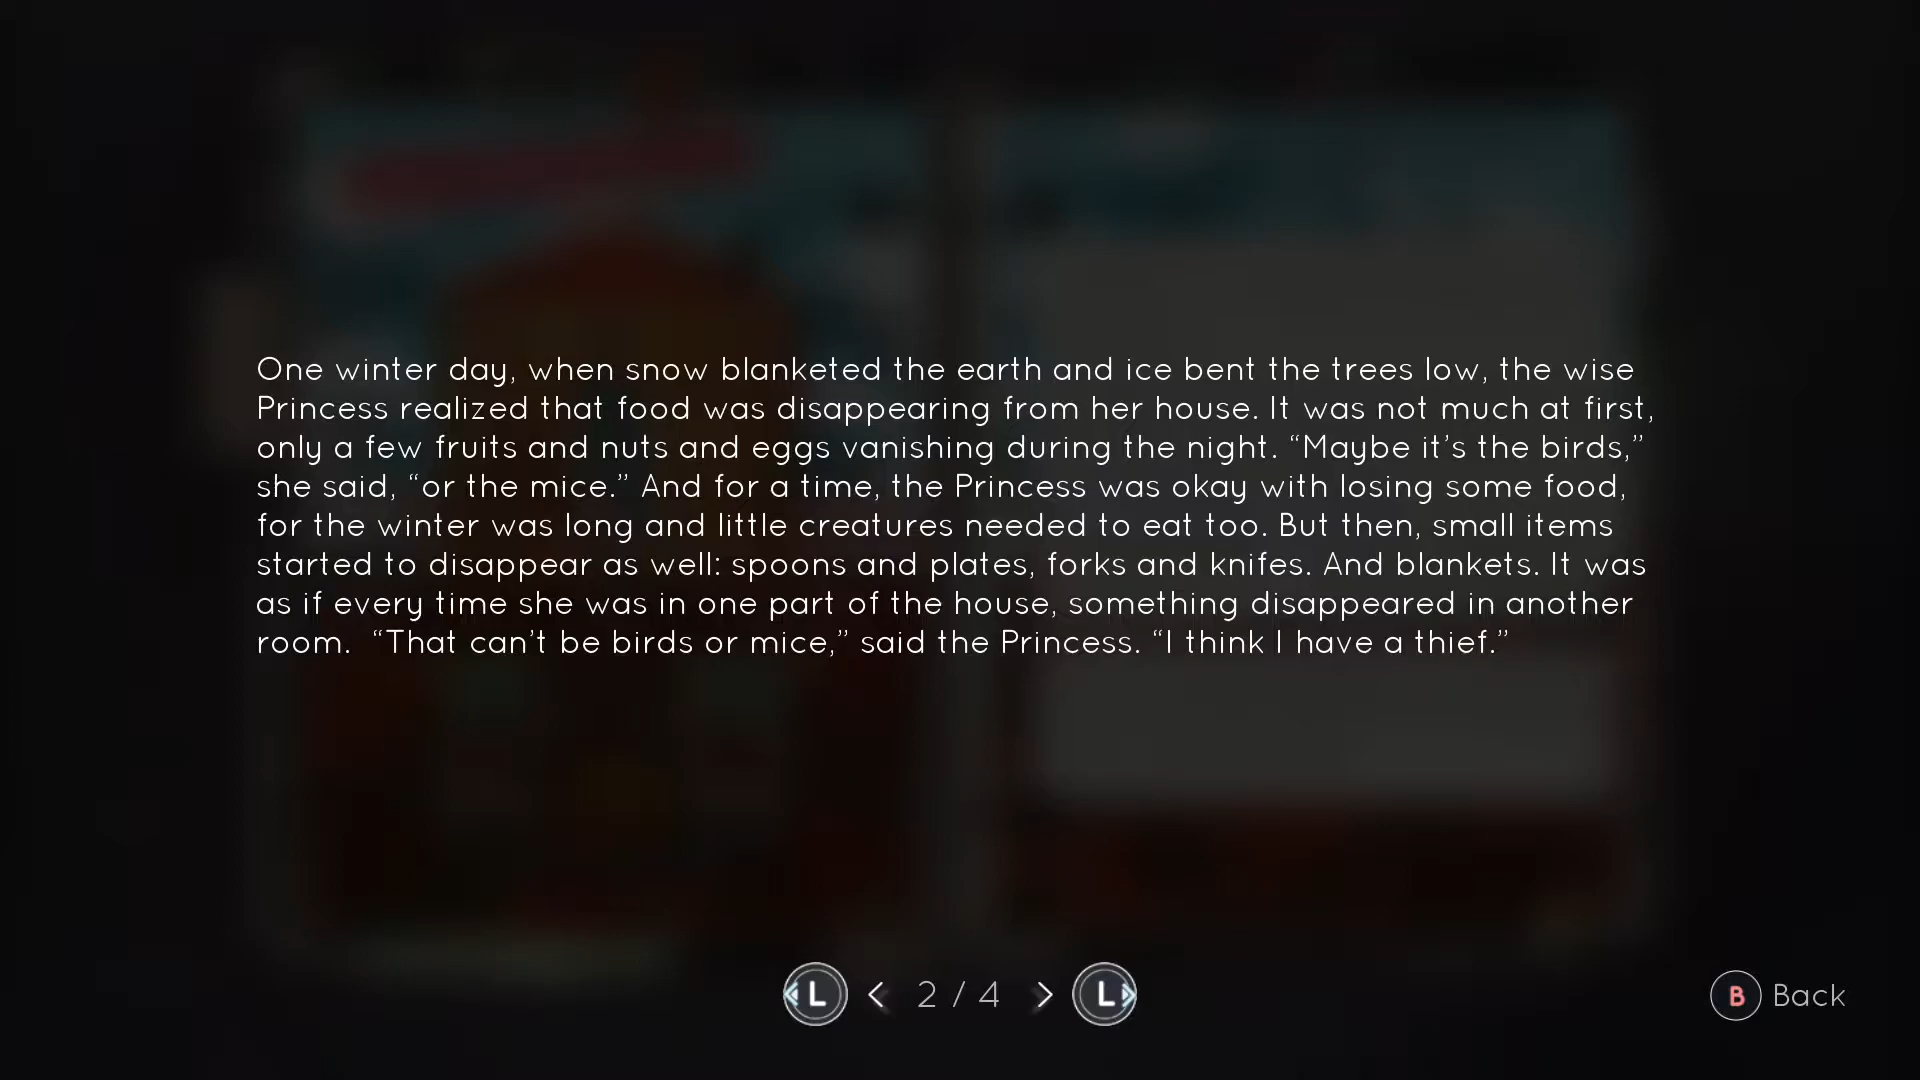 One winter day, when snow blanketed the earth and ice bent the trees low, the wise
Princess realized that food was disappearing from her house. It was not much at first,
only a few fruits and nuts and eggs vanishing during the night. “Maybe it’s the birds,”
she said, “or the mice.” And for a time, the Princess was okay with losing some food,
for the winter was long and little creatures needed to eat too. But then, small items
started to disappear as well: spoons and plates, forks and knifes. And blankets. It was
as if every time she was in one part of the house, something disappeared in another
room.  “That can’t be birds or mice,” said the Princess. “I think I have a thief.”
L < 2 / 4 > L
B Back